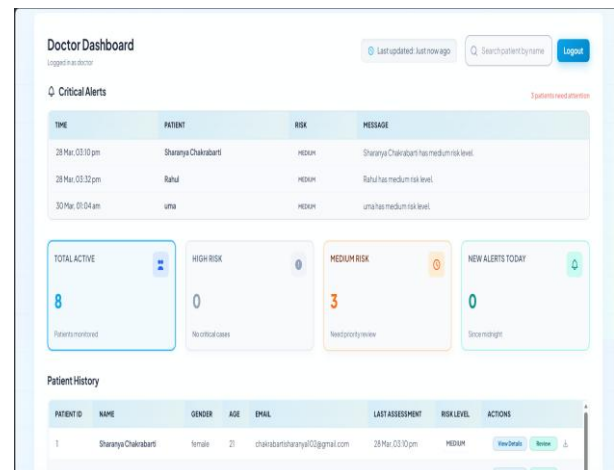 Doctor Dashboard
Logged in as doctor
Last updated: Just now ago
Search patient by name
Logout
Critical Alerts
3 patients need attention
TIME PATIENT RISK MESSAGE
28 Mar, 03:10 pm Sharanya Chakrabarti MEDIUM Sharanya Chakrabarti has medium risk level.
28 Mar, 03:32 pm Rahul MEDIUM Rahul has medium risk level.
30 Mar, 01:04 am uma MEDIUM uma has medium risk level.
TOTAL ACTIVE HIGH RISK MEDIUM RISK NEW ALERTS TODAY
8 0 3 0
Patients monitored No critical cases Need priority review Since midnight
Patient History
PATIENT ID NAME GENDER AGE EMAIL LAST ASSESSMENT RISK LEVEL ACTIONS
1 Sharanya Chakrabarti female 21 chakrabartisharanya102@gmail.com 28 Mar, 03:10 pm MEDIUM View Details Review